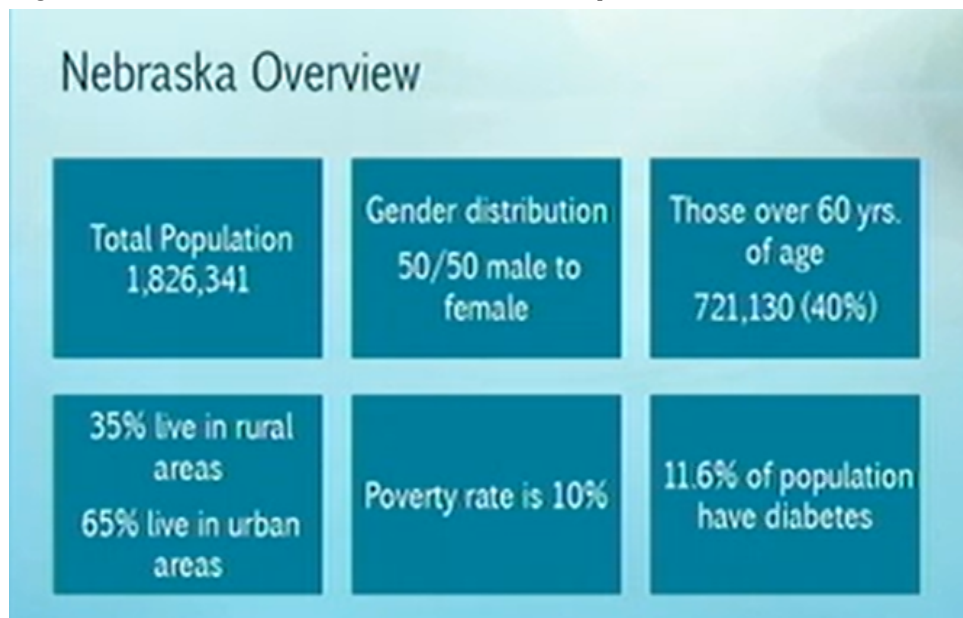 Nebraska Overview
Total Population
1,826,341
Gender distribution
50/50 male to
female
Those over 60 yrs.
of age
721,130 (40%)
35% live in rural
areas
65% live in urban
areas
Poverty rate is 10%
11.6% of population
have diabetes